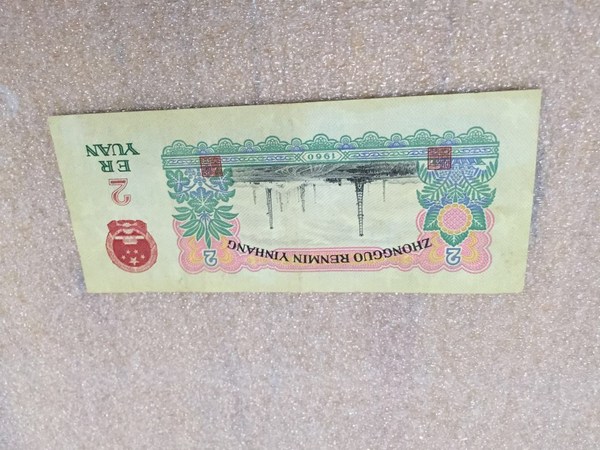 ZHONGGUO RENMIN YINHANG
2
2
2
ER
YUAN
1960